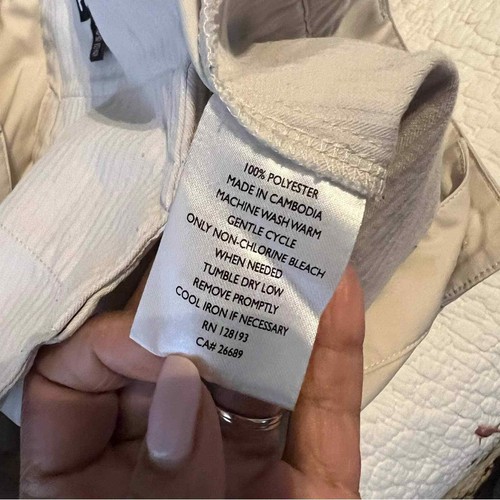 100% POLYESTER
MADE IN CAMBODIA
MACHINE WASH WARM
GENTLE CYCLE
ONLY NON-CHLORINE BLEACH
WHEN NEEDED
TUMBLE DRY LOW
REMOVE PROMPTLY
COOL IRON IF NECESSARY
RN 128193
CA# 26689